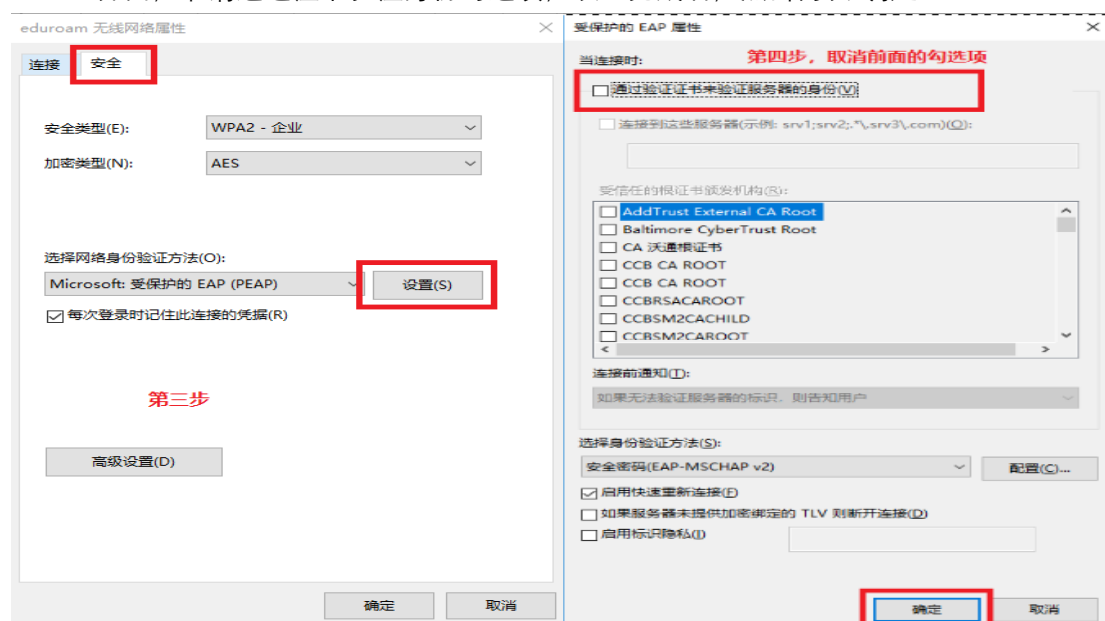 eduroam 无线网络属性
连接
安全
安全类型(E):
WPA2 - 企业
加密类型(N):
AES
选择网络身份验证方法(O):
Microsoft: 受保护的 EAP (PEAP)
设置(S)
每次登录时记住此连接的凭据(R)
第三步
高级设置(D)
确定
取消
受保护的 EAP 属性
当连接时:
第四步，取消前面的勾选项
通过验证证书来验证服务器的身份(V)
连接到这些服务器(示例: srv1;srv2;.*\.srv3\.com)(O):
受信任的根证书颁发机构(R):
AddTrust External CA Root
Baltimore CyberTrust Root
CA 沃通根证书
CCB CA ROOT
CCB CA ROOT
CCBRSACAROOT
CCBSM2CACHILD
CCBSM2CAROOT
连接前通知(T):
如果无法验证服务器的标识，则告知用户
选择身份验证方法(S):
安全密码(EAP-MSCHAP v2)
配置(C)...
启用快速重新连接(F)
如果服务器未提供加密绑定的 TLV 则断开连接(D)
启用标识隐私(I)
确定
取消